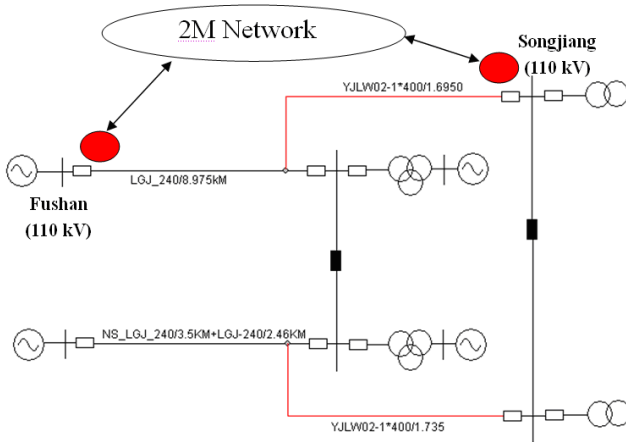 2M Network
Songjiang
(110 kV)
YJLW02-1*400/1.6950
LGJ_240/8.975kM
Fushan
(110 kV)
NS_LGJ_240/3.5KM+LGJ-240/2.46KM
YJLW02-1*400/1.735